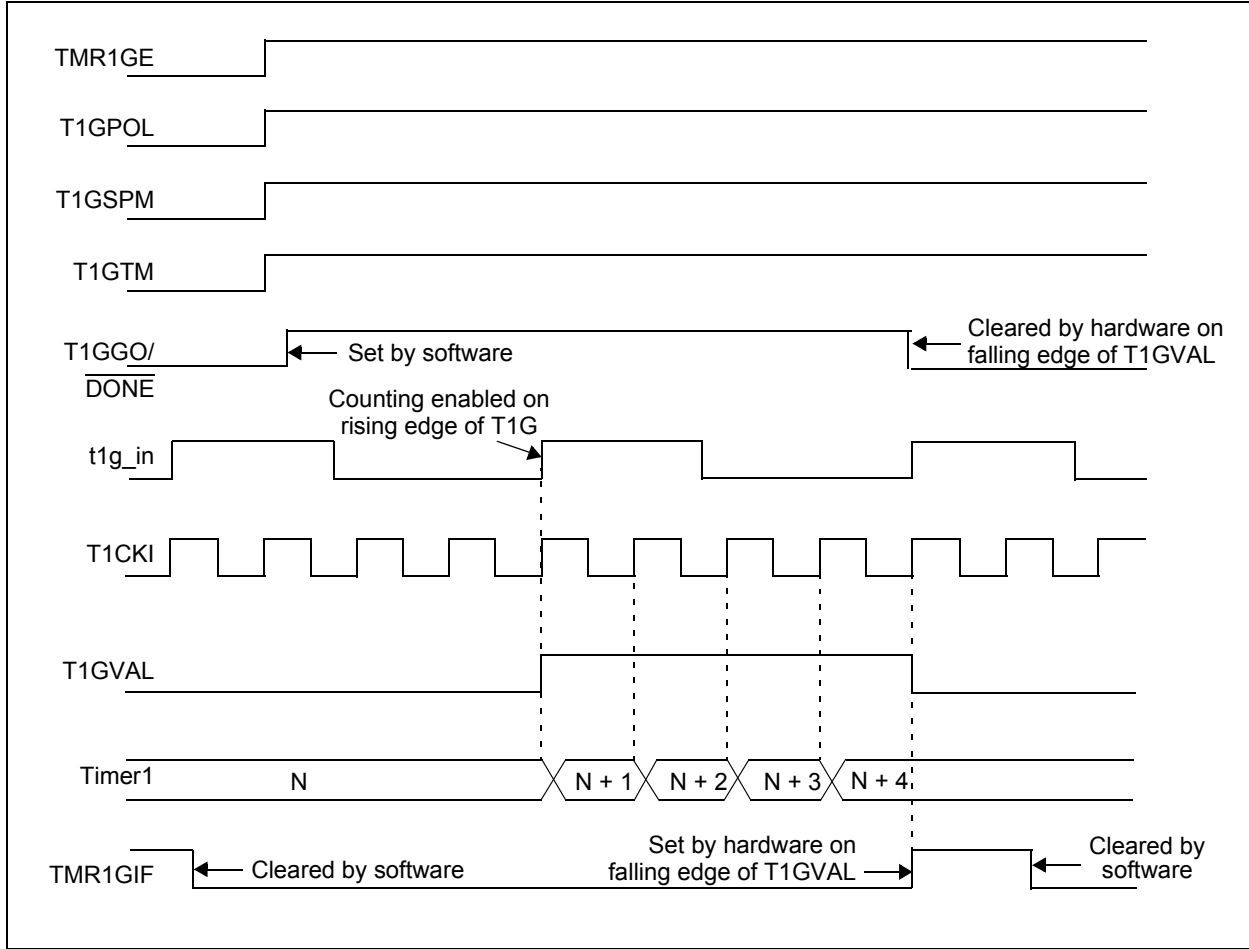 TMR1GE
T1GPOL
T1GSPM
T1GTM
T1GGO/
DONE
Set by software
Cleared by hardware on
falling edge of T1GVAL
Counting enabled on
rising edge of T1G
t1g_in
T1CKI
T1GVAL
Timer1
N
N + 1
N + 2
N + 3
N + 4
TMR1GIF
Cleared by software
Set by hardware on
falling edge of T1GVAL
Cleared by
software